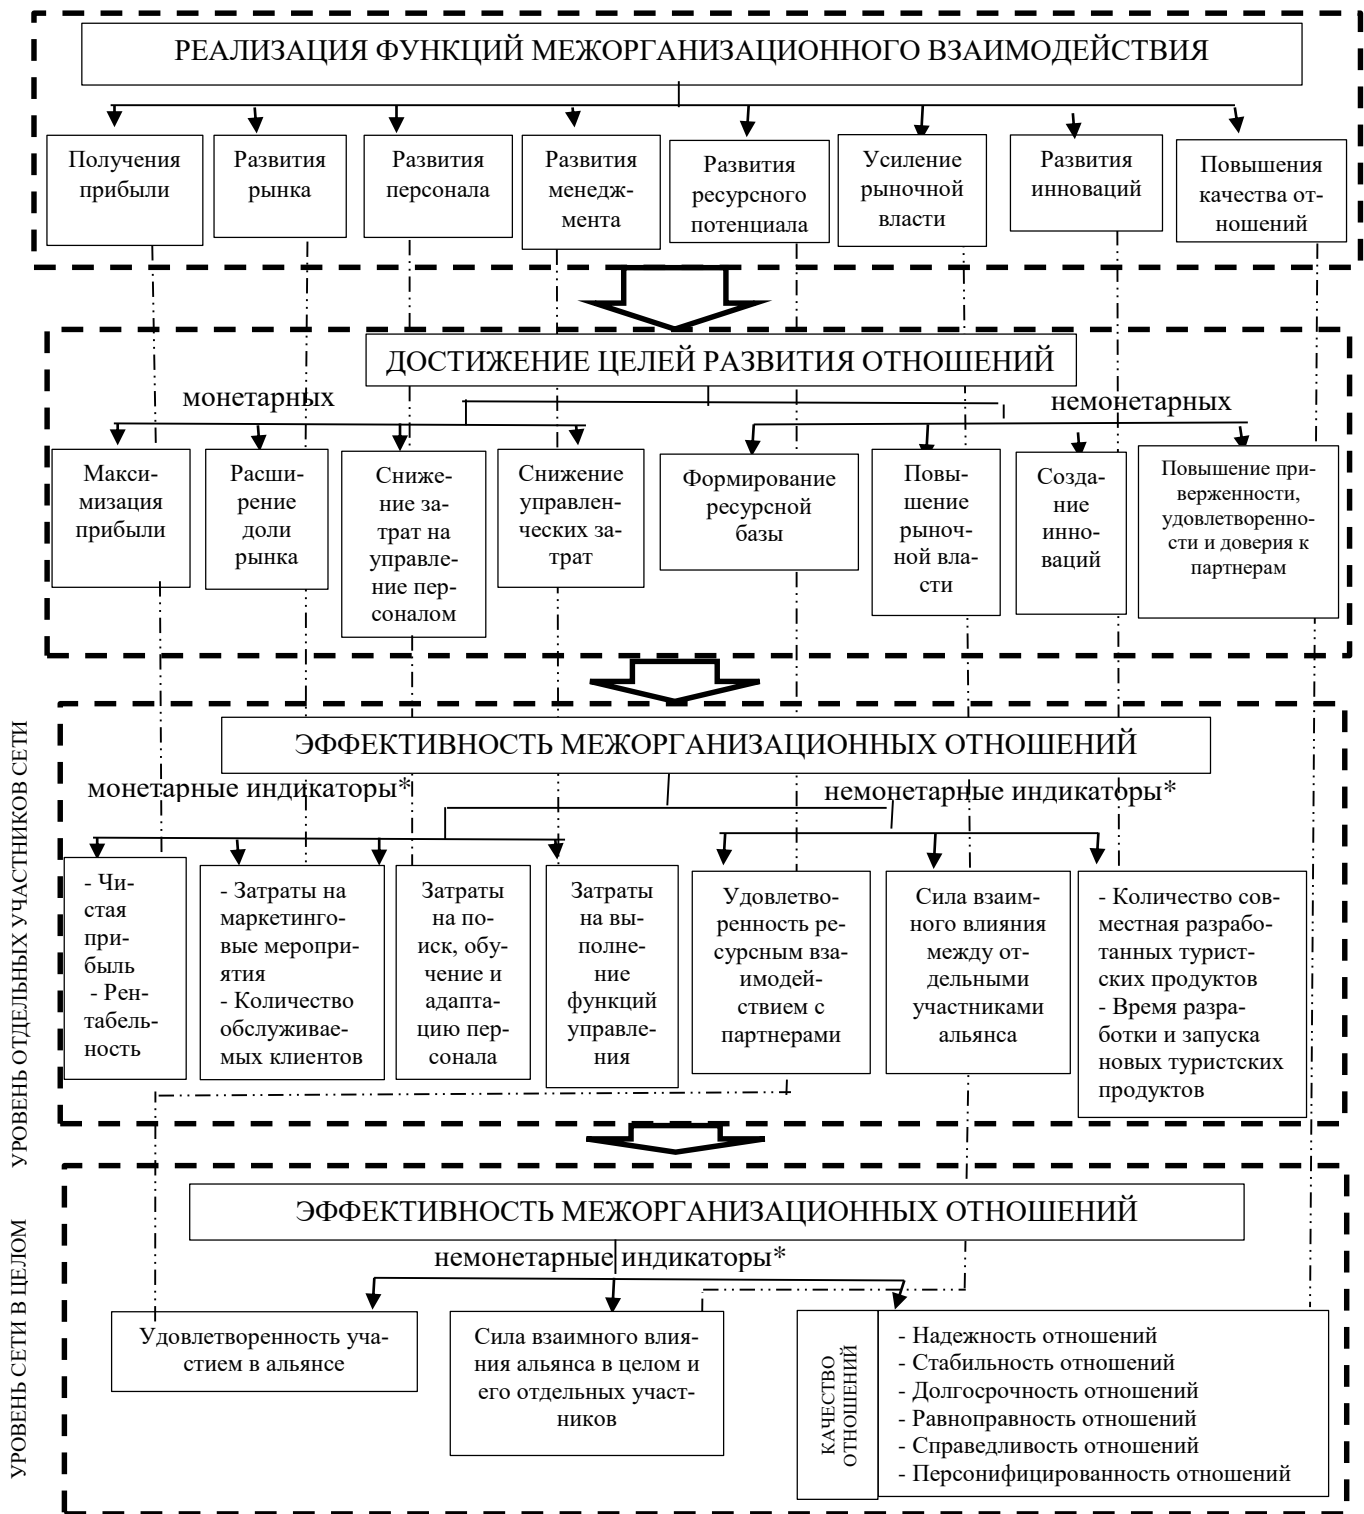 РЕАЛИЗАЦИЯ ФУНКЦИЙ МЕЖОРГАНИЗАЦИОННОГО ВЗАИМОДЕЙСТВИЯ
Получения
прибыли
Развития
рынка
Развития
персонала
Развития
менедж-
мента
Развития
ресурсного
потенциала
Усиление
рыночной
власти
Развития
инноваций
Повышения
качества от-
ношений
ДОСТИЖЕНИЕ ЦЕЛЕЙ РАЗВИТИЯ ОТНОШЕНИЙ
монетарных
немонетарных
Макси-
мизация
прибыли
Расши-
рение
доли
рынка
Сниже-
ние за-
трат на
управле-
ние пер-
соналом
Снижение
управлен-
ческих за-
трат
Формирование
ресурсной
базы
Повы-
шение
рыноч-
ной вла-
сти
Созда-
ние
инно-
ваций
Повышение при-
верженности,
удовлетворенно-
сти и доверия к
партнерам
УРОВЕНЬ ОТДЕЛЬНЫХ УЧАСТНИКОВ СЕТИ
ЭФФЕКТИВНОСТЬ МЕЖОРГАНИЗАЦИОННЫХ ОТНОШЕНИЙ
монетарные индикаторы*
немонетарные индикаторы*
- Чи-
стая
при-
быль
- Рен-
табель-
ность
- Затраты на
маркетинго-
вые меропри-
ятия
- Количество
обслуживае-
мых клиентов
Затраты
на по-
иск, обу-
чение и
адапта-
цию пер-
сонала
Затраты
на вы-
полне-
ние
функций
управле-
ния
Удовлетво-
ренность ре-
сурсным вза-
имодей-
ствием с
партнерами
Сила взаим-
ного влияния
между от-
дельными
участниками
альянса
- Количество сов-
местная разрабо-
танных турист-
ских продуктов
- Время разра-
ботки и запуска
новых туристских
продуктов
УРОВЕНЬ СЕТИ В ЦЕЛОМ
ЭФФЕКТИВНОСТЬ МЕЖОРГАНИЗАЦИОННЫХ ОТНОШЕНИЙ
немонетарные индикаторы*
Удовлетворенность уча-
стием в альянсе
Сила взаимного влия-
ния альянса в целом и
его отдельных участ-
ников
КАЧЕСТВО
ОТНОШЕНИЙ
- Надежность отношений
- Стабильность отношений
- Долгосрочность отношений
- Равноправность отношений
- Справедливость отношений
- Персонифицированность отношений